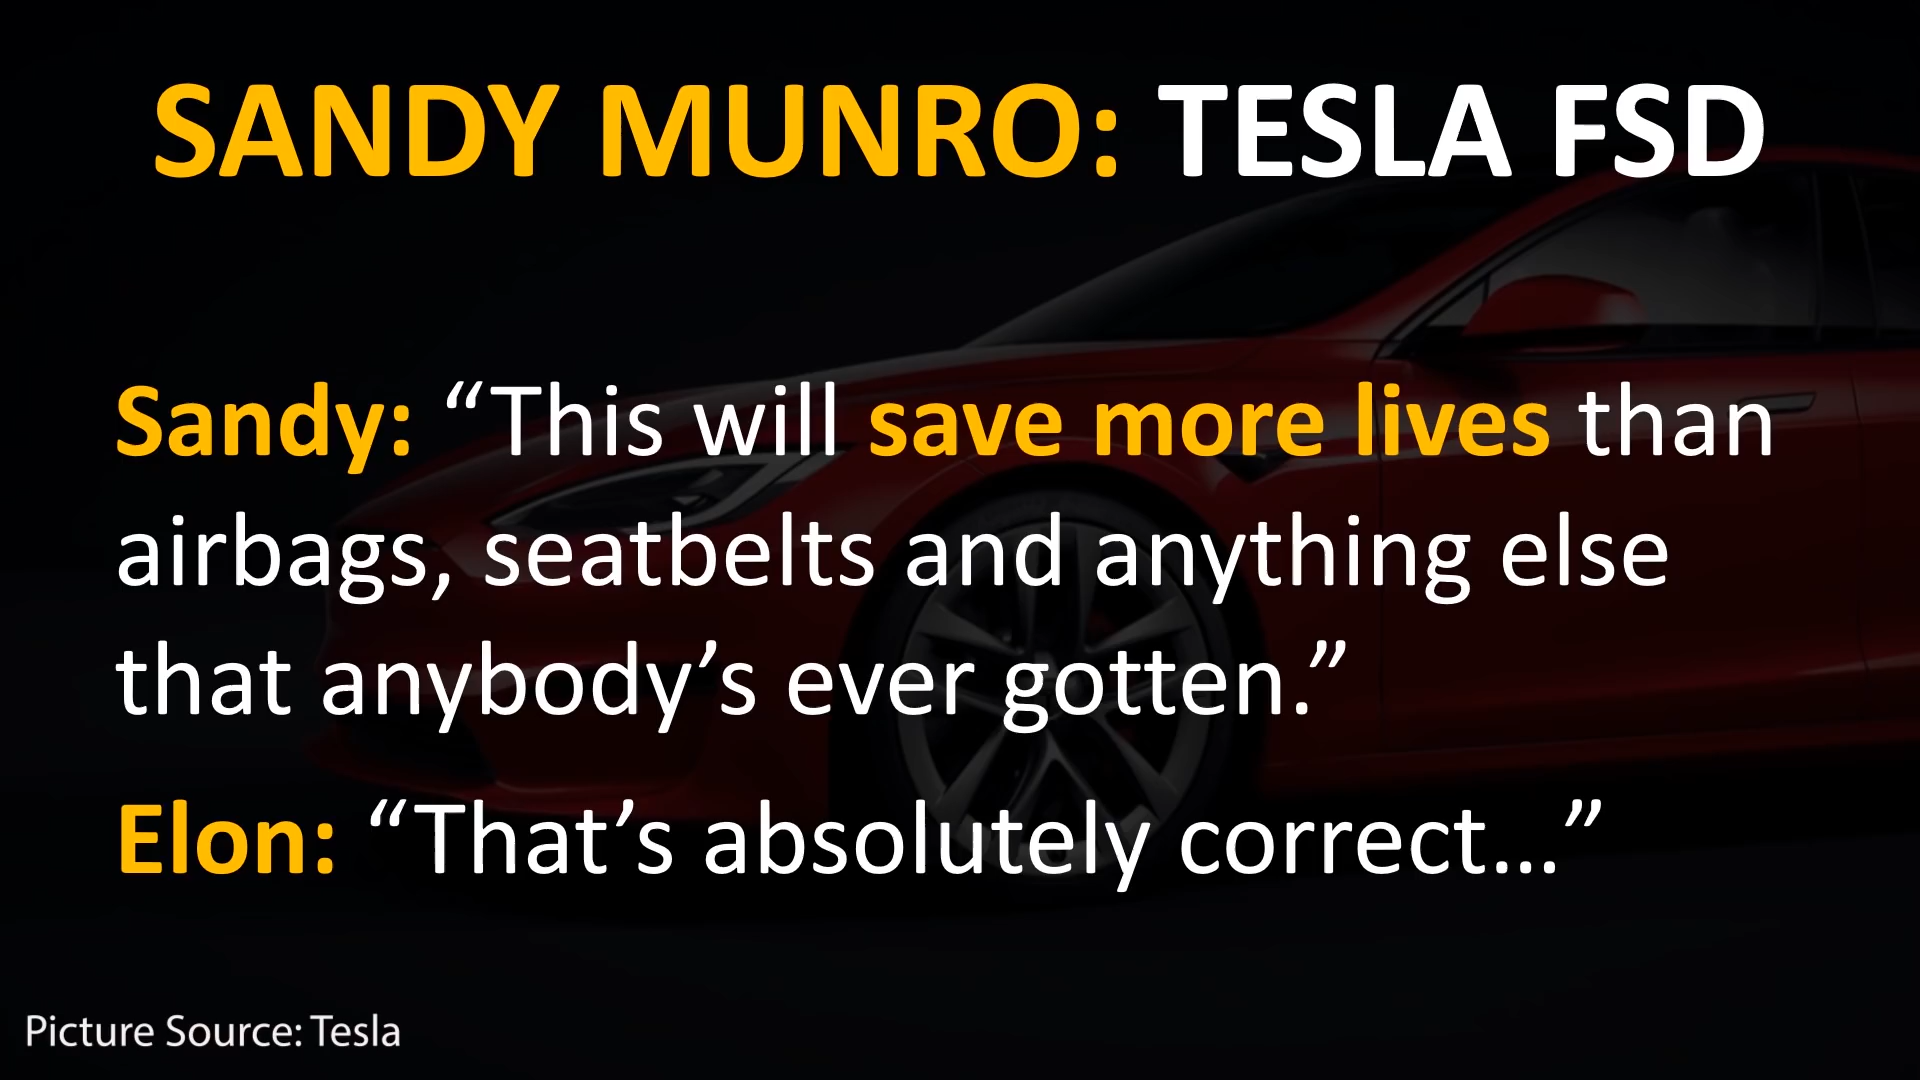 SANDY MUNRO: TESLA FSD
Sandy: “This will save more lives than
airbags, seatbelts and anything else
that anybody’s ever gotten.”
Elon: “That’s absolutely correct…”
Picture Source: Tesla